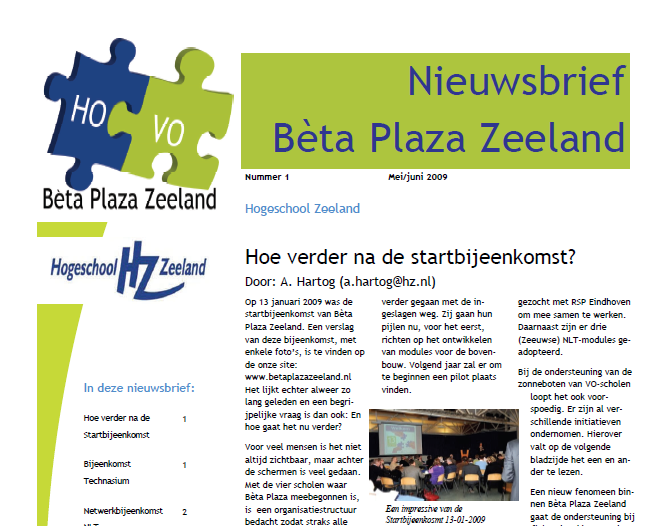 HO
VO
Bèta Plaza Zeeland
Nieuwsbrief
Bèta Plaza Zeeland
Nummer 1 Mei/juni 2009
Hogeschool Zeeland
Hogeschool HZ Zeeland
In deze nieuwsbrief:
Hoe verder na de 1
Startbijeenkomst
Bijeenkomst 1
Technasium
Netwerkbijeenkomst 2
Hoe verder na de startbijeenkomst?
Door: A. Hartog (a.hartog@hz.nl)
Op 13 januari 2009 was de
startbijeenkomst van Bèta
Plaza Zeeland. Een verslag
van deze bijeenkomst, met
enkele foto's, is te vinden op
de onze site:
www.betaplazazeeland.nl
Het lijkt echter alweer zo
lang geleden en een begri-
jpelijke vraag is dan ook: En
hoe gaat het nu verder?
Voor veel mensen is het niet
altijd zichtbaar, maar achter
de schermen is veel gedaan.
Met de vier scholen waar
Bèta Plaza meebegonnen is,
is een organisatiestructuur
bedacht zodat straks alle
verder gegaan met de in-
geslagen weg. Zij gaan hun
pijlen nu, voor het eerst,
richten op het ontwikkelen
van modules voor de boven-
bouw. Volgend jaar zal er om
te beginnen een pilot plaats
vinden.
Een impressive van de
Startbijeenkosmt 13-01-2009
gezocht met RSP Eindhoven
om mee samen te werken.
Daarnaast zijn er drie
(Zeeuwse) NLT-modules ge-
adopteerd.
Bij de ondersteuning van de
zonneboten van VO-scholen
loopt het ook voor-
spoedig. Er zijn al ver-
schillende initiatieven
ondernomen. Hierover
valt op de volgende
bladzijde het een en an-
der te lezen.
Een nieuw fenomeen bin-
nen Bèta Plaza Zeeland
gaat de ondersteuning bij